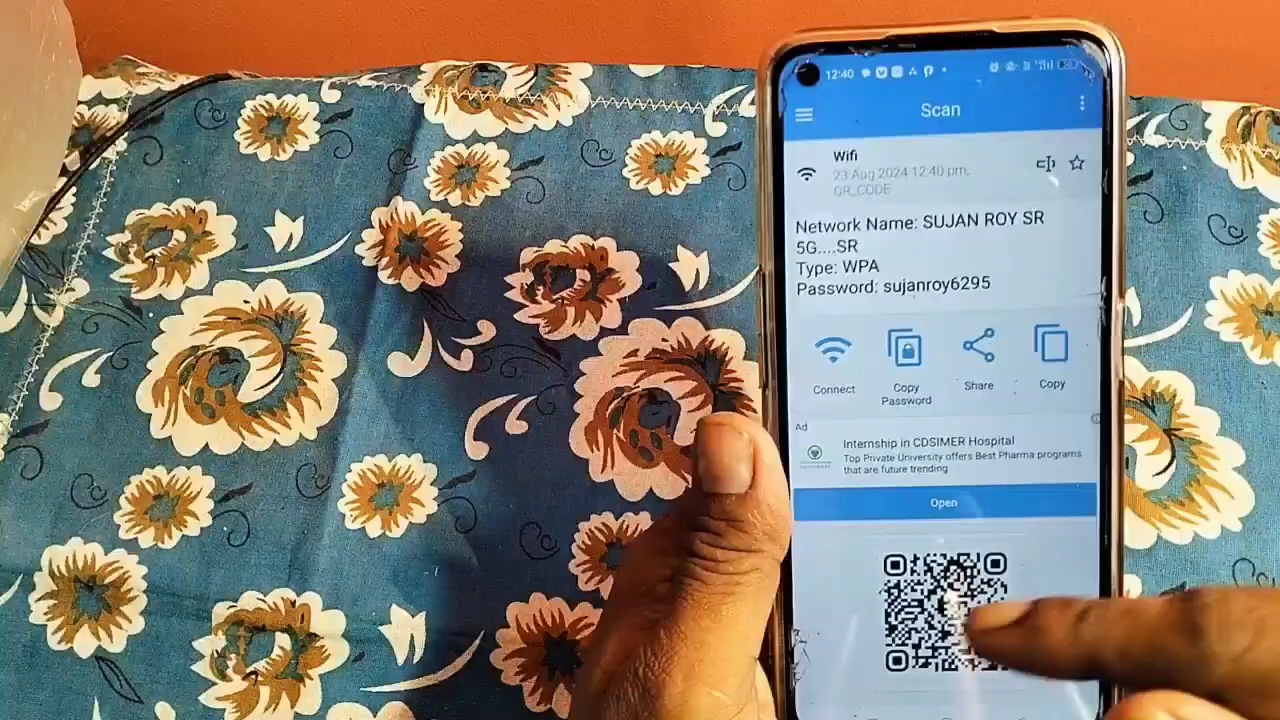 12:40
Scan
Wifi
23 Aug 2024 12:40 pm,
QR_CODE
Network Name: SUJAN ROY SR
5G....SR
Type: WPA
Password: sujanroy6295
Connect
Copy
Password
Share
Copy
Ad
Internship in CDSIMER Hospital
Top Private University offers Best Pharma programs
that are future trending
Open